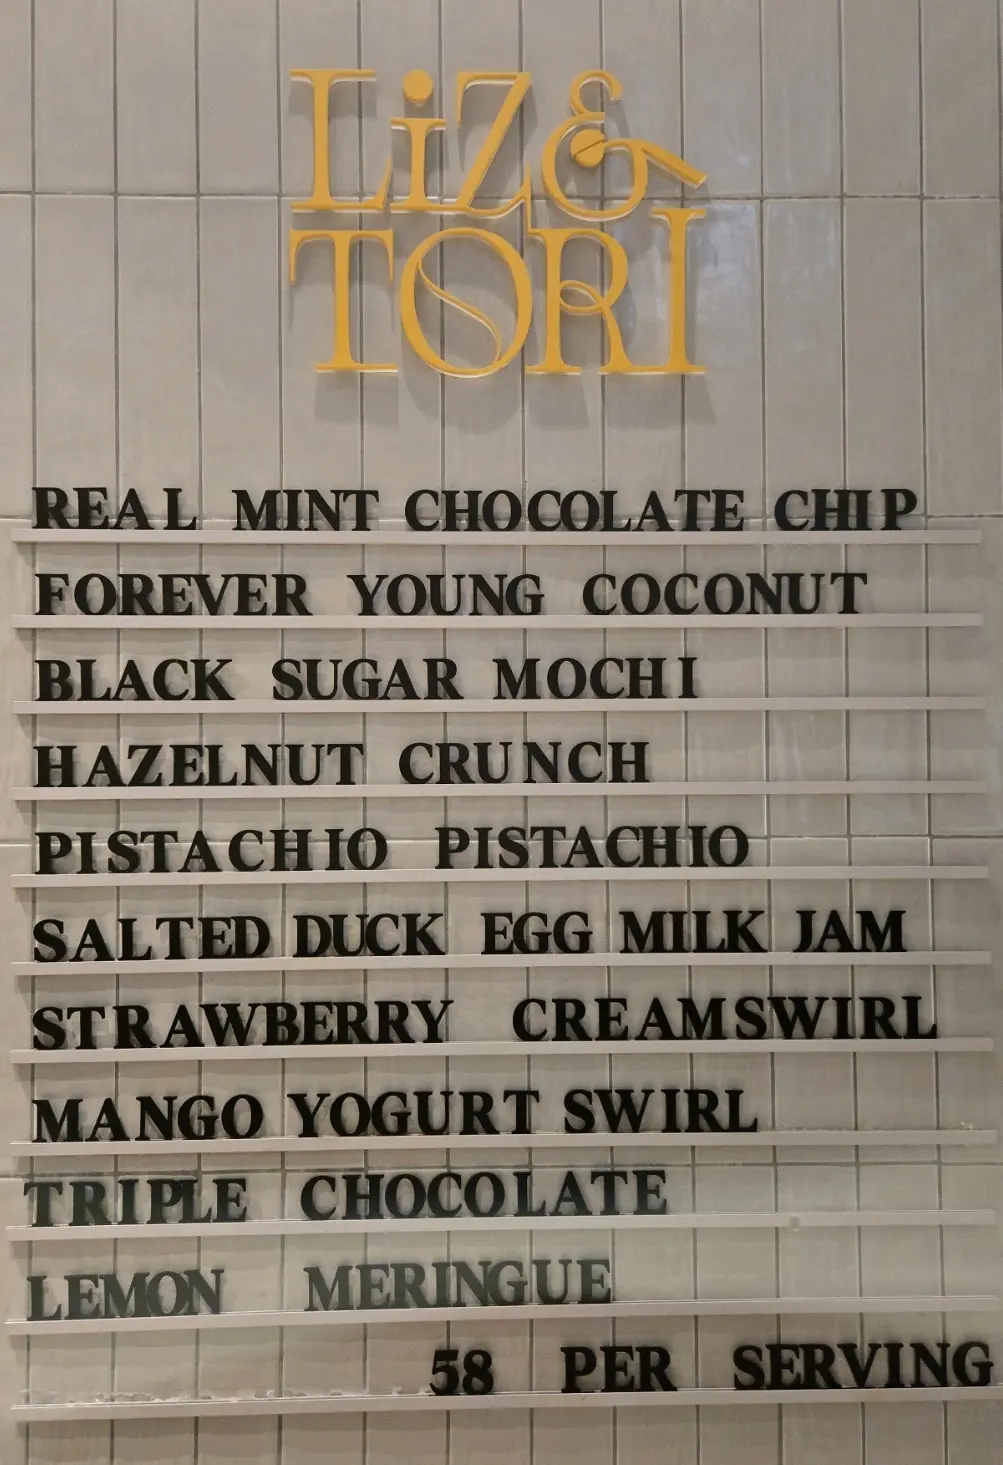 LiZ&
TORI
REAL MINT CHOCOLATE CHIP
FOREVER YOUNG COCONUT
BLACK SUGAR MOCHI
HAZELNUT CRUNCH
PISTACHIO PISTACHIO
SALTED DUCK EGG MILK JAM
STRAWBERRY CREAMSWIRL
MANGO YOGURT SWIRL
TRIPLE CHOCOLATE
LEMON MERINGUE
58 PER SERVING